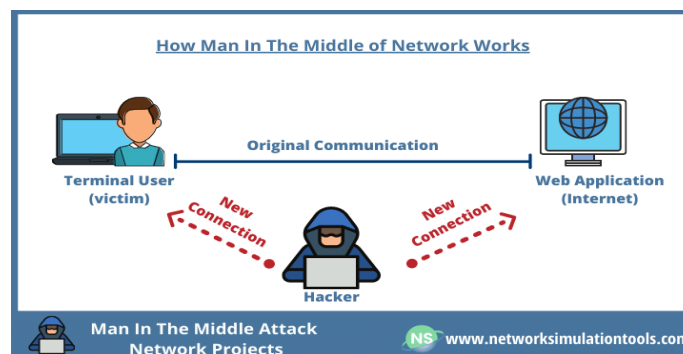 How Man In The Middle of Network Works
Original Communication
Terminal User
(victim)
Web Application
(Internet)
New
Connection
New
Connection
Hacker
Man In The Middle Attack
Network Projects
NS
www.networksimulationtools.com